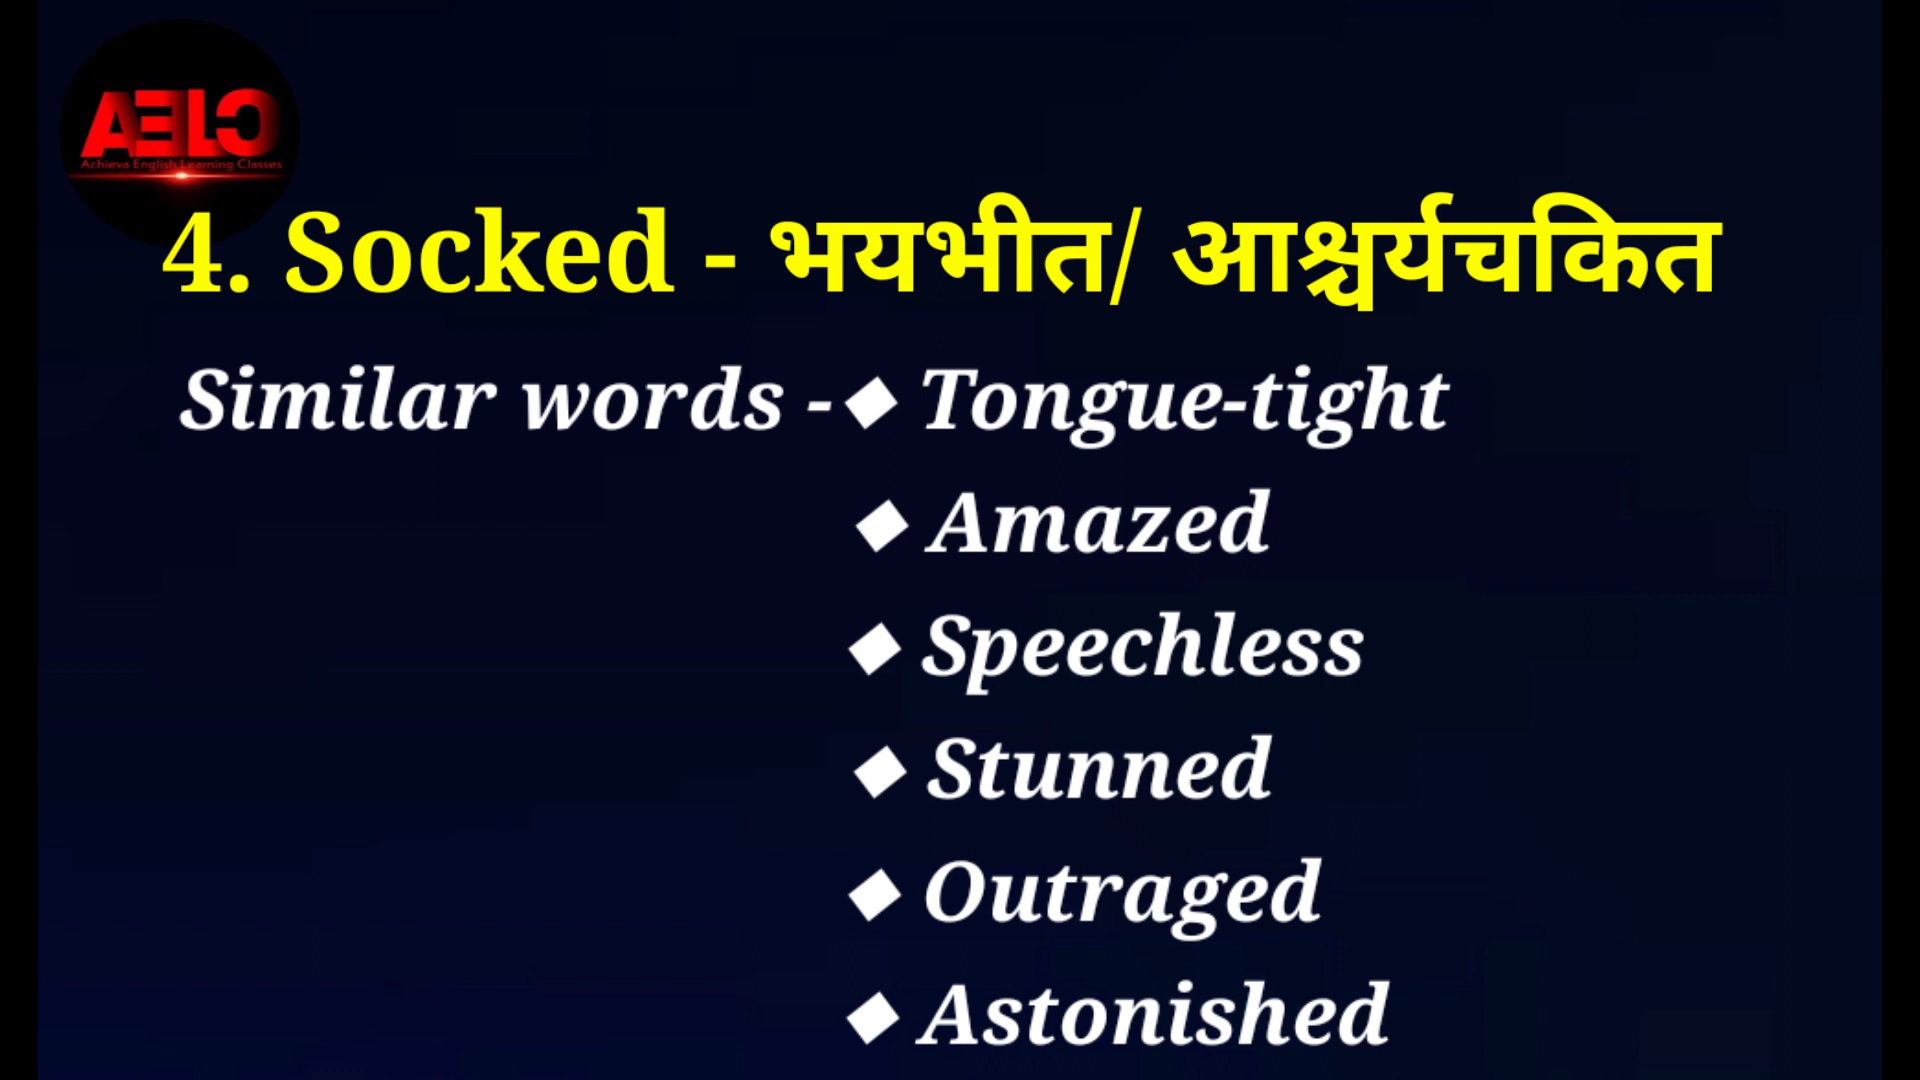 AELC
Achieva English Learning Classes
4. Socked - भयभीत/ आश्चर्यचकित
Similar words -◆ Tongue-tight
◆ Amazed
◆ Speechless
◆ Stunned
◆ Outraged
◆ Astonished